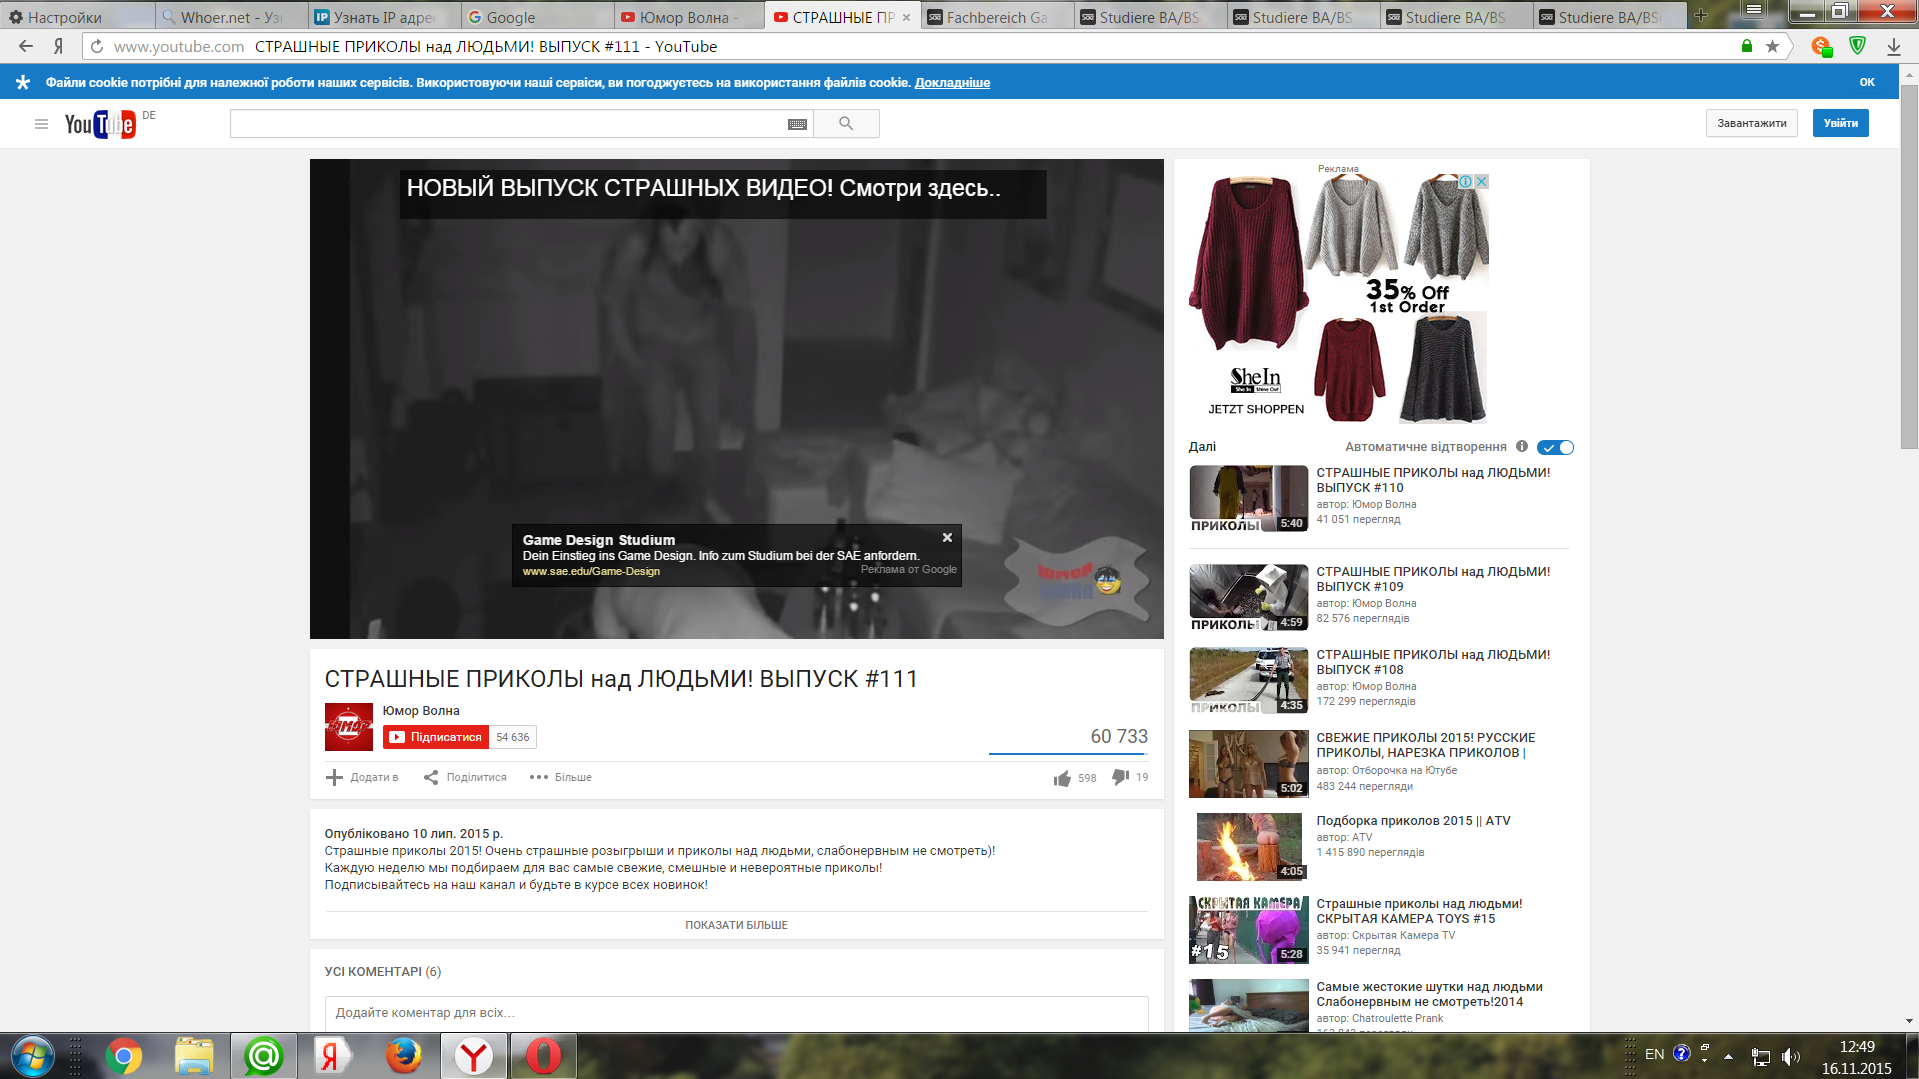 Настройки
Whoer.net - Узн
Узнать IP адрес
Google
Юмор Волна -
СТРАШНЫЕ ПР
Fachbereich Ga
Studiere BA/BS
Studiere BA/BS
Studiere BA/BS
Studiere BA/BS
www.youtube.com СТРАШНЫЕ ПРИКОЛЫ над ЛЮДЬМИ! ВЫПУСК #111 - YouTube
Файли cookie потрібні для належної роботи наших сервісів. Використовуючи наші сервіси, ви погоджуєтесь на використання файлів cookie. Докладніше
ОК
YouTube DE
Завантажити
Увійти
НОВЫЙ ВЫПУСК СТРАШНЫХ ВИДЕО! Смотри здесь..
Game Design Studium
Dein Einstieg ins Game Design. Info zum Studium bei der SAE anfordern.
www.sae.edu/Game-Design
Реклама от Google
СТРАШНЫЕ ПРИКОЛЫ над ЛЮДЬМИ! ВЫПУСК #111
Юмор Волна
Підписатися 54 636
60 733
Додати в
Поділитися
Більше
598
19
Опубліковано 10 лип. 2015 р.
Страшные приколы 2015! Очень страшные розыгрыши и приколы над людьми, слабонервным не смотреть)!
Каждую неделю мы подбираем для вас самые свежие, смешные и невероятные приколы!
Подписывайтесь на наш канал и будьте в курсе всех новинок!
ПОКАЗАТИ БІЛЬШЕ
УСІ КОМЕНТАРІ (6)
Додайте коментар для всіх...
Реклама
35% Off
1st Order
SheIn
She In Shine Out
JETZT SHOPPEN
Далі
Автоматичне відтворення
СТРАШНЫЕ ПРИКОЛЫ над ЛЮДЬМИ!
ВЫПУСК #110
автор: Юмор Волна
41 051 перегляд
ПРИКОЛЫ 5:40
СТРАШНЫЕ ПРИКОЛЫ над ЛЮДЬМИ!
ВЫПУСК #109
автор: Юмор Волна
82 576 переглядів
ПРИКОЛЫ 4:59
СТРАШНЫЕ ПРИКОЛЫ над ЛЮДЬМИ!
ВЫПУСК #108
автор: Юмор Волна
172 299 переглядів
ПРИКОЛЫ 4:35
СВЕЖИЕ ПРИКОЛЫ 2015! РУССКИЕ
ПРИКОЛЫ, НАРЕЗКА ПРИКОЛОВ |
автор: Отборочка на Ютубе
483 244 перегляди
5:02
Подборка приколов 2015 || ATV
автор: ATV
1 415 890 переглядів
4:05
Страшные приколы над людьми!
СКРЫТАЯ КАМЕРА TOYS #15
автор: Скрытая Камера TV
35 941 перегляд
СКРЫТАЯ КАМЕРА
#15 5:28
Самые жестокие шутки над людьми
Слабонервным не смотреть!2014
автор: Chatroulette Prank
EN
12:49
16.11.2015